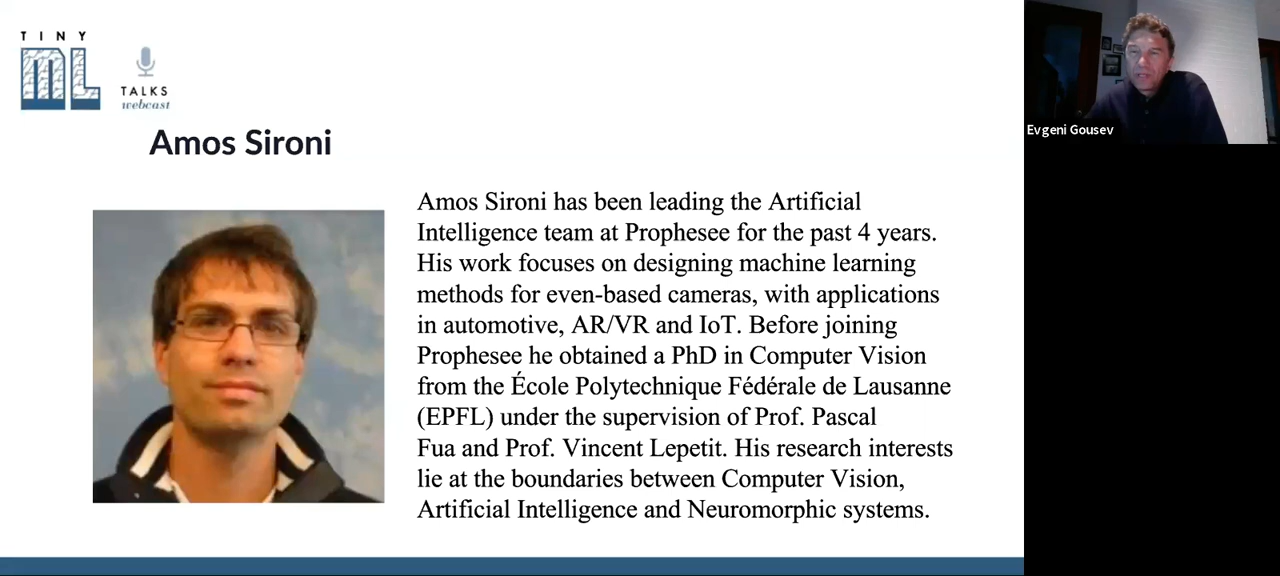 TINY
ML
TALKS
webcast
Amos Sironi
Evgeni Gousev
Amos Sironi has been leading the Artificial
Intelligence team at Prophesee for the past 4 years.
His work focuses on designing machine learning
methods for even-based cameras, with applications
in automotive, AR/VR and IoT. Before joining
Prophesee he obtained a PhD in Computer Vision
from the École Polytechnique Fédérale de Lausanne
(EPFL) under the supervision of Prof. Pascal
Fua and Prof. Vincent Lepetit. His research interests
lie at the boundaries between Computer Vision,
Artificial Intelligence and Neuromorphic systems.